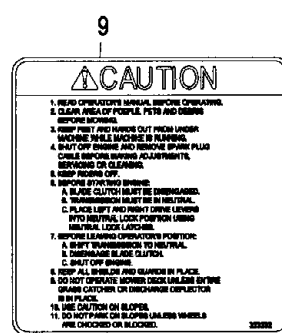 9
⚠CAUTION
1. READ OPERATOR'S MANUAL BEFORE OPERATING.
2. CLEAR AREA OF PEOPLE, PETS AND DEBRIS
BEFORE MOWING.
3. KEEP FEET AND HANDS OUT FROM UNDER
MACHINE WHILE MACHINE IS RUNNING.
4. SHUT OFF ENGINE AND REMOVE SPARK PLUG
CABLE BEFORE MAKING ADJUSTMENTS,
SERVICING OR CLEANING.
5. KEEP RIDERS OFF.
6. BEFORE STARTING ENGINE:
A. BLADE CLUTCH MUST BE DISENGAGED.
B. TRANSMISSION MUST BE IN NEUTRAL.
C. PLACE LEFT AND RIGHT DRIVE LEVERS
INTO NEUTRAL LOCK POSITION USING
NEUTRAL LOCK LATCHES.
7. BEFORE LEAVING OPERATOR'S POSITION:
A. SHIFT TRANSMISSION TO NEUTRAL.
B. DISENGAGE BLADE CLUTCH.
C. SHUT OFF ENGINE.
8. KEEP ALL SHIELDS AND GUARDS IN PLACE.
9. DO NOT OPERATE MOWER DECK UNLESS ENTIRE
GRASS CATCHER OR DISCHARGE DEFLECTOR
IS IN PLACE.
10. USE CAUTION ON SLOPES.
11. DO NOT PARK ON SLOPES UNLESS WHEELS
ARE CHOCKED OR BLOCKED.